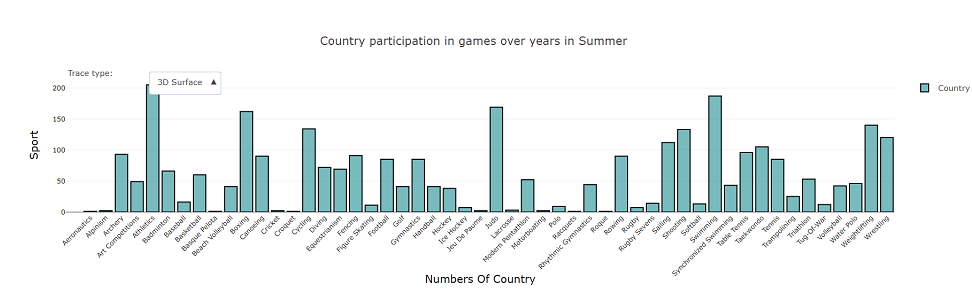 Country participation in games over years in Summer
Trace type:
3D Surface ▲
Country
200
150
100
50
0
Sport
Aeronautics
Alpinism
Archery
Art Competitions
Athletics
Badminton
Baseball
Basketball
Basque Pelota
Beach Volleyball
Boxing
Canoeing
Cricket
Croquet
Cycling
Diving
Equestrianism
Fencing
Figure Skating
Football
Golf
Gymnastics
Handball
Hockey
Ice Hockey
Jeu De Paume
Judo
Lacrosse
Modern Pentathlon
Motorboating
Polo
Racquets
Rhythmic Gymnastics
Roque
Rowing
Rugby
Rugby Sevens
Sailing
Shooting
Softball
Swimming
Synchronized Swimming
Table Tennis
Taekwondo
Tennis
Trampolining
Triathlon
Tug-Of-War
Volleyball
Water Polo
Weightlifting
Wrestling
Numbers Of Country